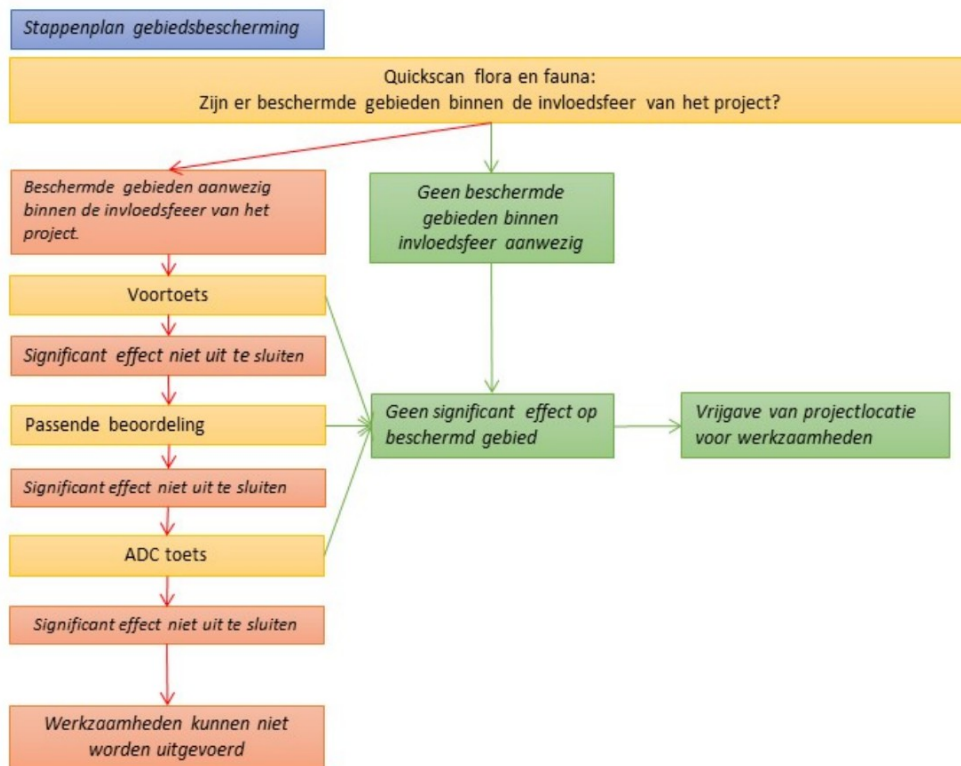 Stappenplan gebiedsbescherming
Quickscan flora en fauna:
Zijn er beschermde gebieden binnen de invloedsfeer van het project?
Beschermde gebieden aanwezig
binnen de invloedsfeeer van het
project.
Geen beschermde
gebieden binnen
invloedsfeer aanwezig
Voortoets
Significant effect niet uit te sluiten
Passende beoordeling
Geen significant effect op
beschermd gebied
Vrijgave van projectlocatie
voor werkzaamheden
Significant effect niet uit te sluiten
ADC toets
Significant effect niet uit te sluiten
Werkzaamheden kunnen niet
worden uitgevoerd